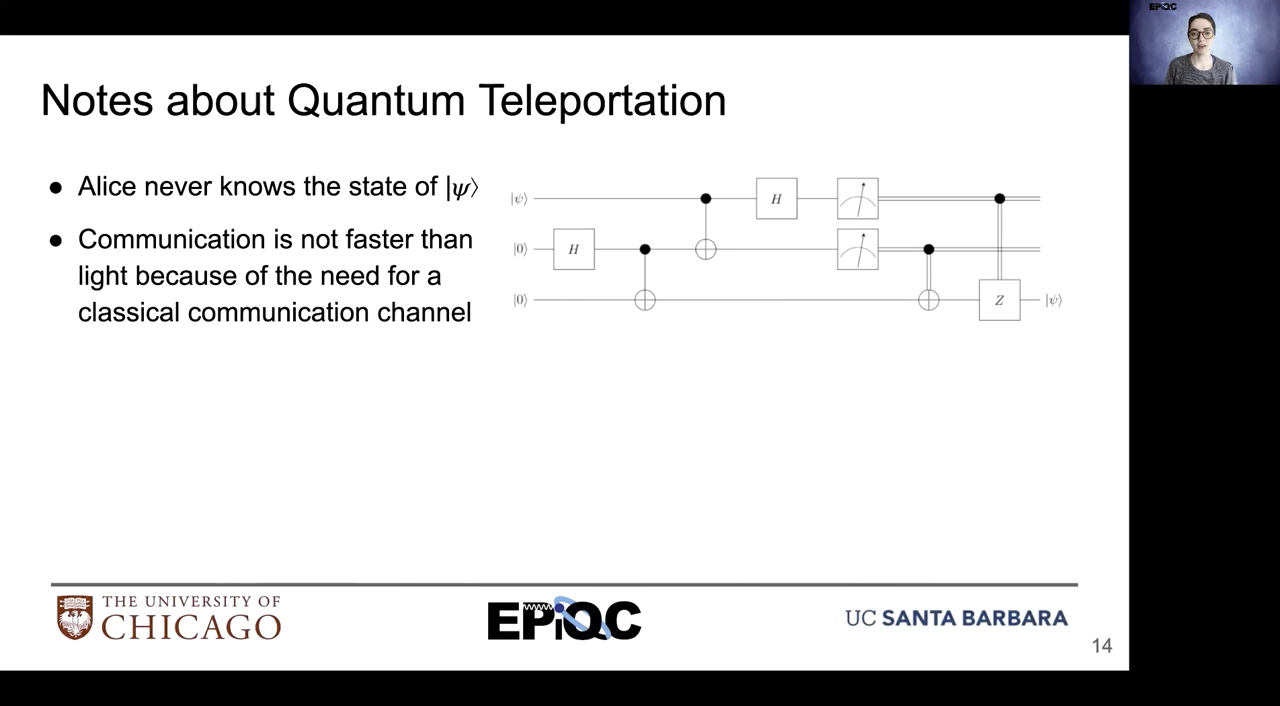 EPiQC
Notes about Quantum Teleportation
● Alice never knows the state of |ψ⟩
● Communication is not faster than
light because of the need for a
classical communication channel
|ψ⟩ H
|0⟩ H
|0⟩ Z |ψ⟩
THE UNIVERSITY OF
CHICAGO
EPiQC
UC SANTA BARBARA
14